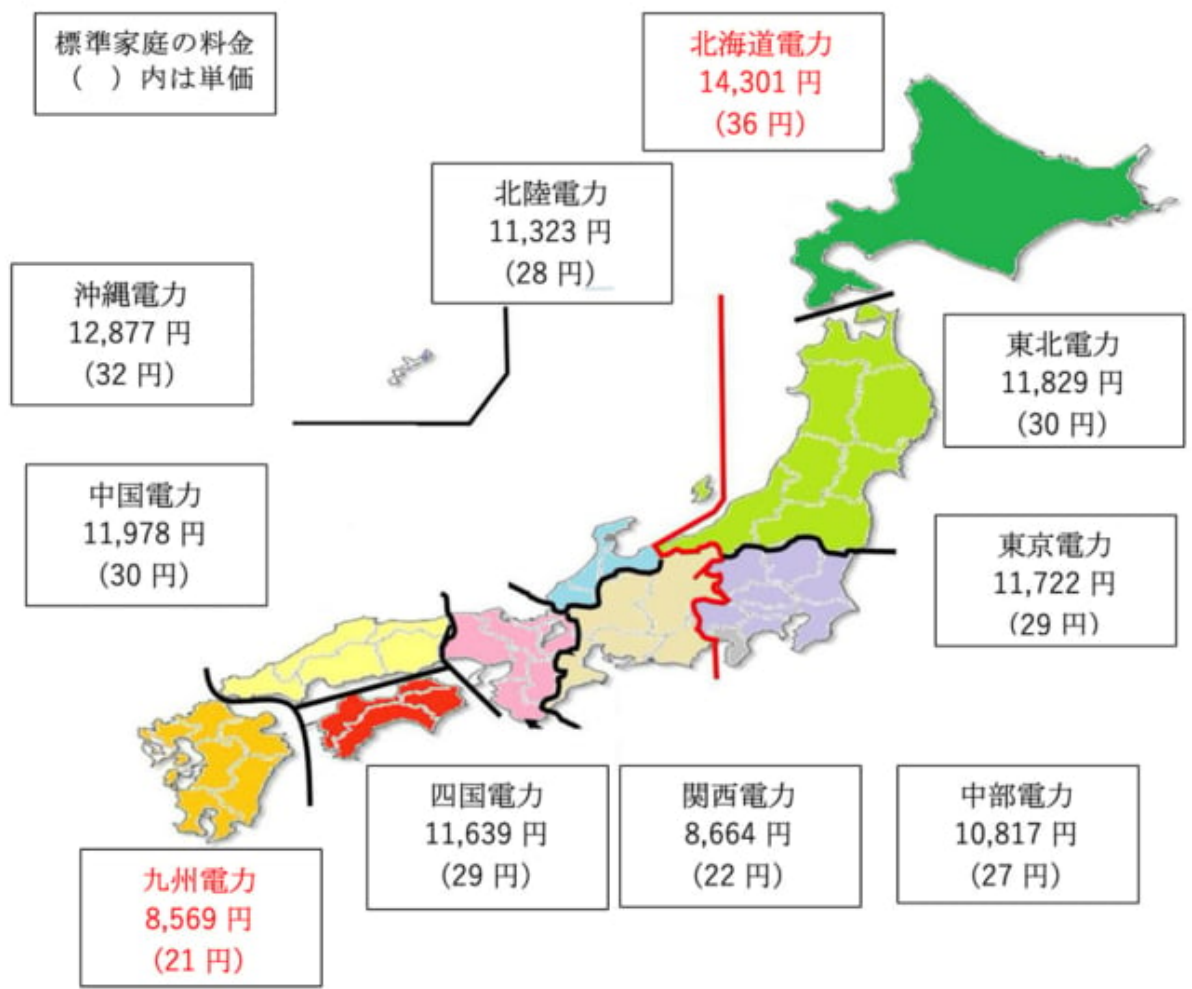 標準家庭の料金
（　）内は単価
北海道電力
14,301 円
(36 円)
北陸電力
11,323 円
(28 円)
沖縄電力
12,877 円
(32 円)
東北電力
11,829 円
(30 円)
中国電力
11,978 円
(30 円)
東京電力
11,722 円
(29 円)
四国電力
11,639 円
(29 円)
関西電力
8,664 円
(22 円)
中部電力
10,817 円
(27 円)
九州電力
8,569 円
(21 円)